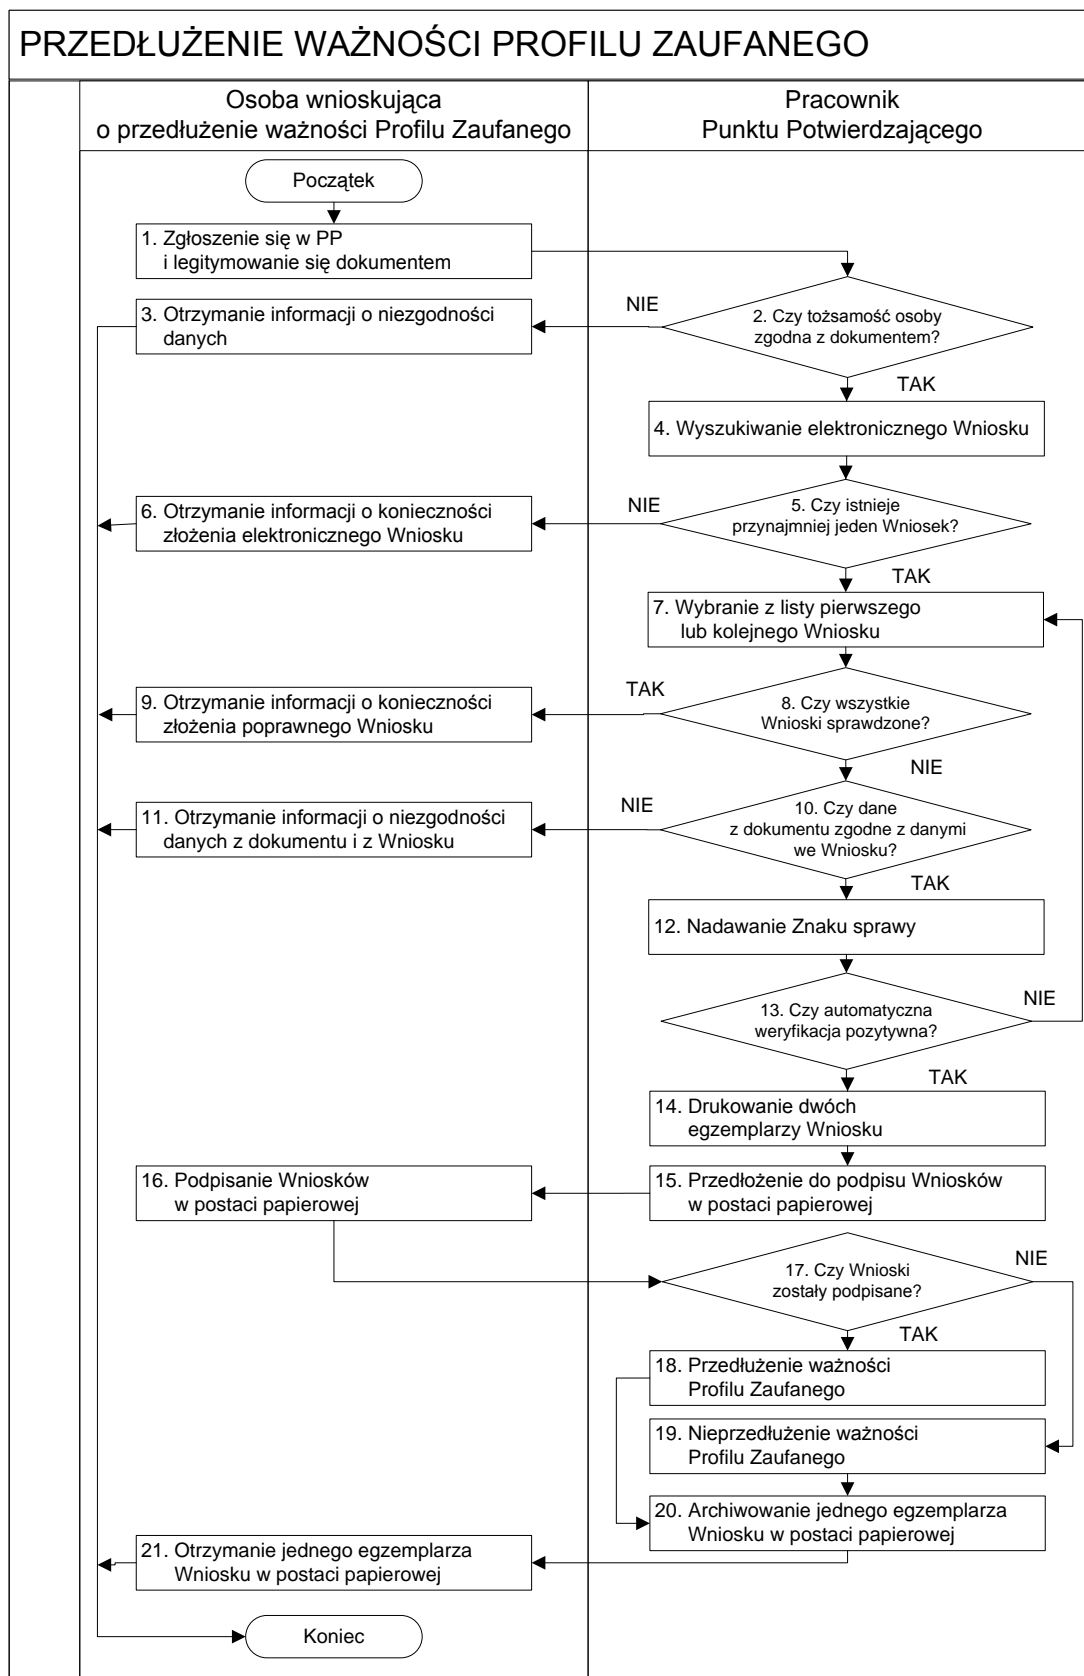 PRZEDŁUŻENIE WAŻNOŚCI PROFILU ZAUFANEGO
Osoba wnioskująca
o przedłużenie ważności Profilu Zaufanego
Pracownik
Punktu Potwierdzającego
Początek
1. Zgłoszenie się w PP
i legitymowanie się dokumentem
2. Czy tożsamość osoby
zgodna z dokumentem?
NIE
3. Otrzymanie informacji o niezgodności
danych
TAK
4. Wyszukiwanie elektronicznego Wniosku
5. Czy istnieje
przynajmniej jeden Wniosek?
NIE
6. Otrzymanie informacji o konieczności
złożenia elektronicznego Wniosku
TAK
7. Wybranie z listy pierwszego
lub kolejnego Wniosku
8. Czy wszystkie
Wnioski sprawdzone?
TAK
9. Otrzymanie informacji o konieczności
złożenia poprawnego Wniosku
NIE
10. Czy dane
z dokumentu zgodne z danymi
we Wniosku?
NIE
11. Otrzymanie informacji o niezgodności
danych z dokumentu i z Wniosku
TAK
12. Nadawanie Znaku sprawy
13. Czy automatyczna
weryfikacja pozytywna?
NIE
TAK
14. Drukowanie dwóch
egzemplarzy Wniosku
15. Przedłożenie do podpisu Wniosków
w postaci papierowej
16. Podpisanie Wniosków
w postaci papierowej
17. Czy Wnioski
zostały podpisane?
NIE
TAK
18. Przedłużenie ważności
Profilu Zaufanego
19. Nieprzedłużenie ważności
Profilu Zaufanego
20. Archiwowanie jednego egzemplarza
Wniosku w postaci papierowej
21. Otrzymanie jednego egzemplarza
Wniosku w postaci papierowej
Koniec